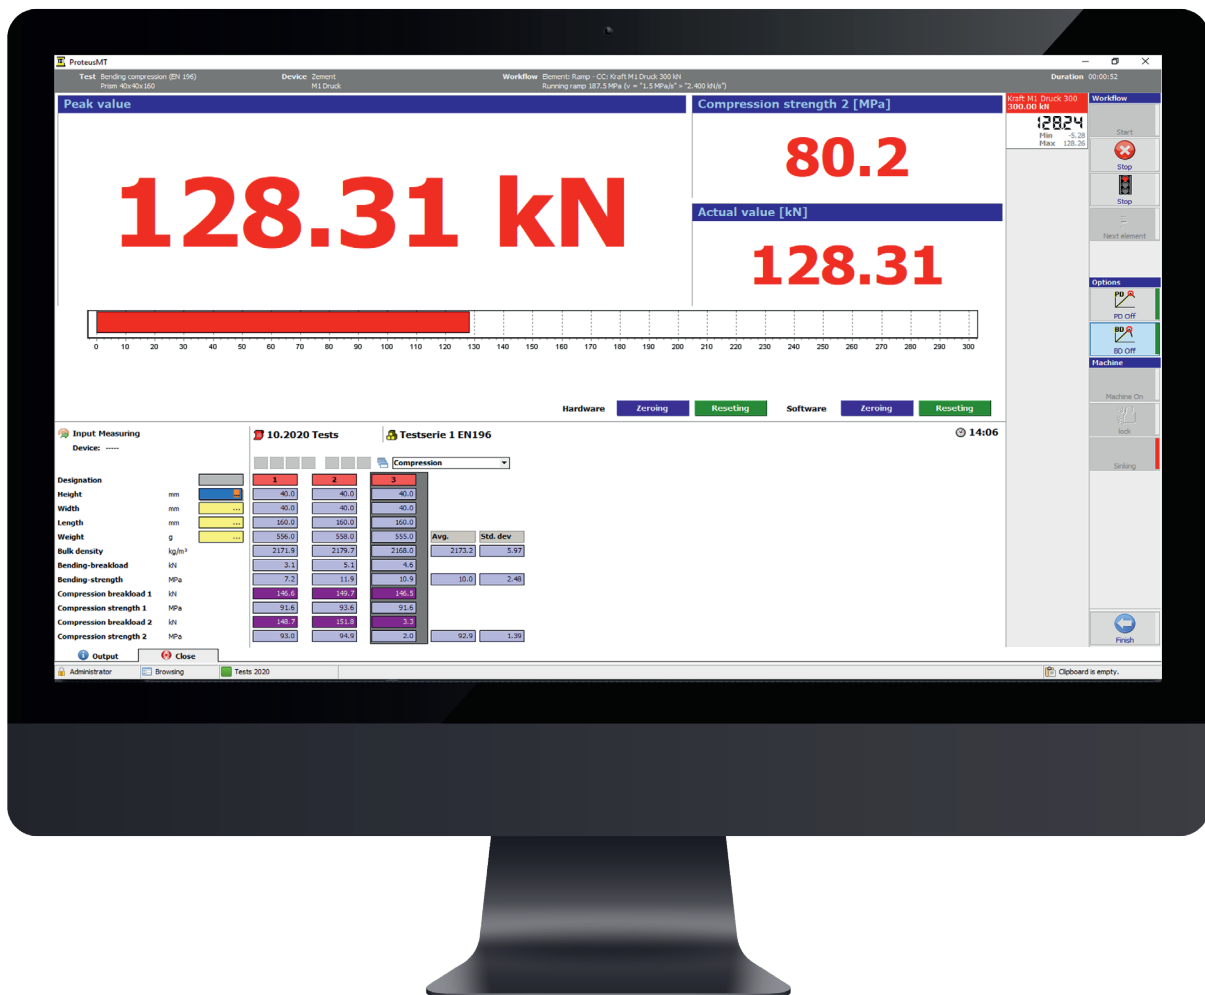 ProteusMT
Test Bending compression (EN 196) Device Zement Workflow Element: Ramp - CC: Kraft M1 Druck 300 kN Duration 00:00:52
Prism 40x40x160 M1 Druck Running ramp 187.5 MPa (v = "1.5 MPa/s" > "2.400 kN/s")
Peak value
128.31 kN
Compression strength 2 [MPa]
80.2
Actual value [kN]
128.31
Kraft M1 Druck 300
300.00 kN
128.24
Min -5.28
Max 128.26
Workflow
Start
Stop
Stop
Next element
Options
PD
PD Off
BD
BD Off
Machine
Machine On
lock
Sinking
Finish
0 10 20 30 40 50 60 70 80 90 100 110 120 130 140 150 160 170 180 190 200 210 220 230 240 250 260 270 280 290 300
Hardware Zeroing Reseting Software Zeroing Reseting
Input Measuring 10.2020 Tests Testserie 1 EN196 14:06
Device: -----
Compression
Designation 1 2 3
Height mm 40.0 40.0 40.0
Width mm ... 40.0 40.0 40.0
Length mm ... 160.0 160.0 160.0
Weight g ... 556.0 558.0 555.0 Avg. Std. dev
Bulk density kg/m³ 2171.9 2179.7 2168.0 2173.2 5.97
Bending-breakload kN 3.1 5.1 4.6
Bending-strength MPa 7.2 11.9 10.9 10.0 2.48
Compression breakload 1 kN 146.6 149.7 146.5
Compression strength 1 MPa 91.6 93.6 91.6
Compression breakload 2 kN 148.7 151.8 3.3
Compression strength 2 MPa 93.0 94.9 2.0 92.9 1.39
Output Close
Administrator Browsing Tests 2020 Clipboard is empty.